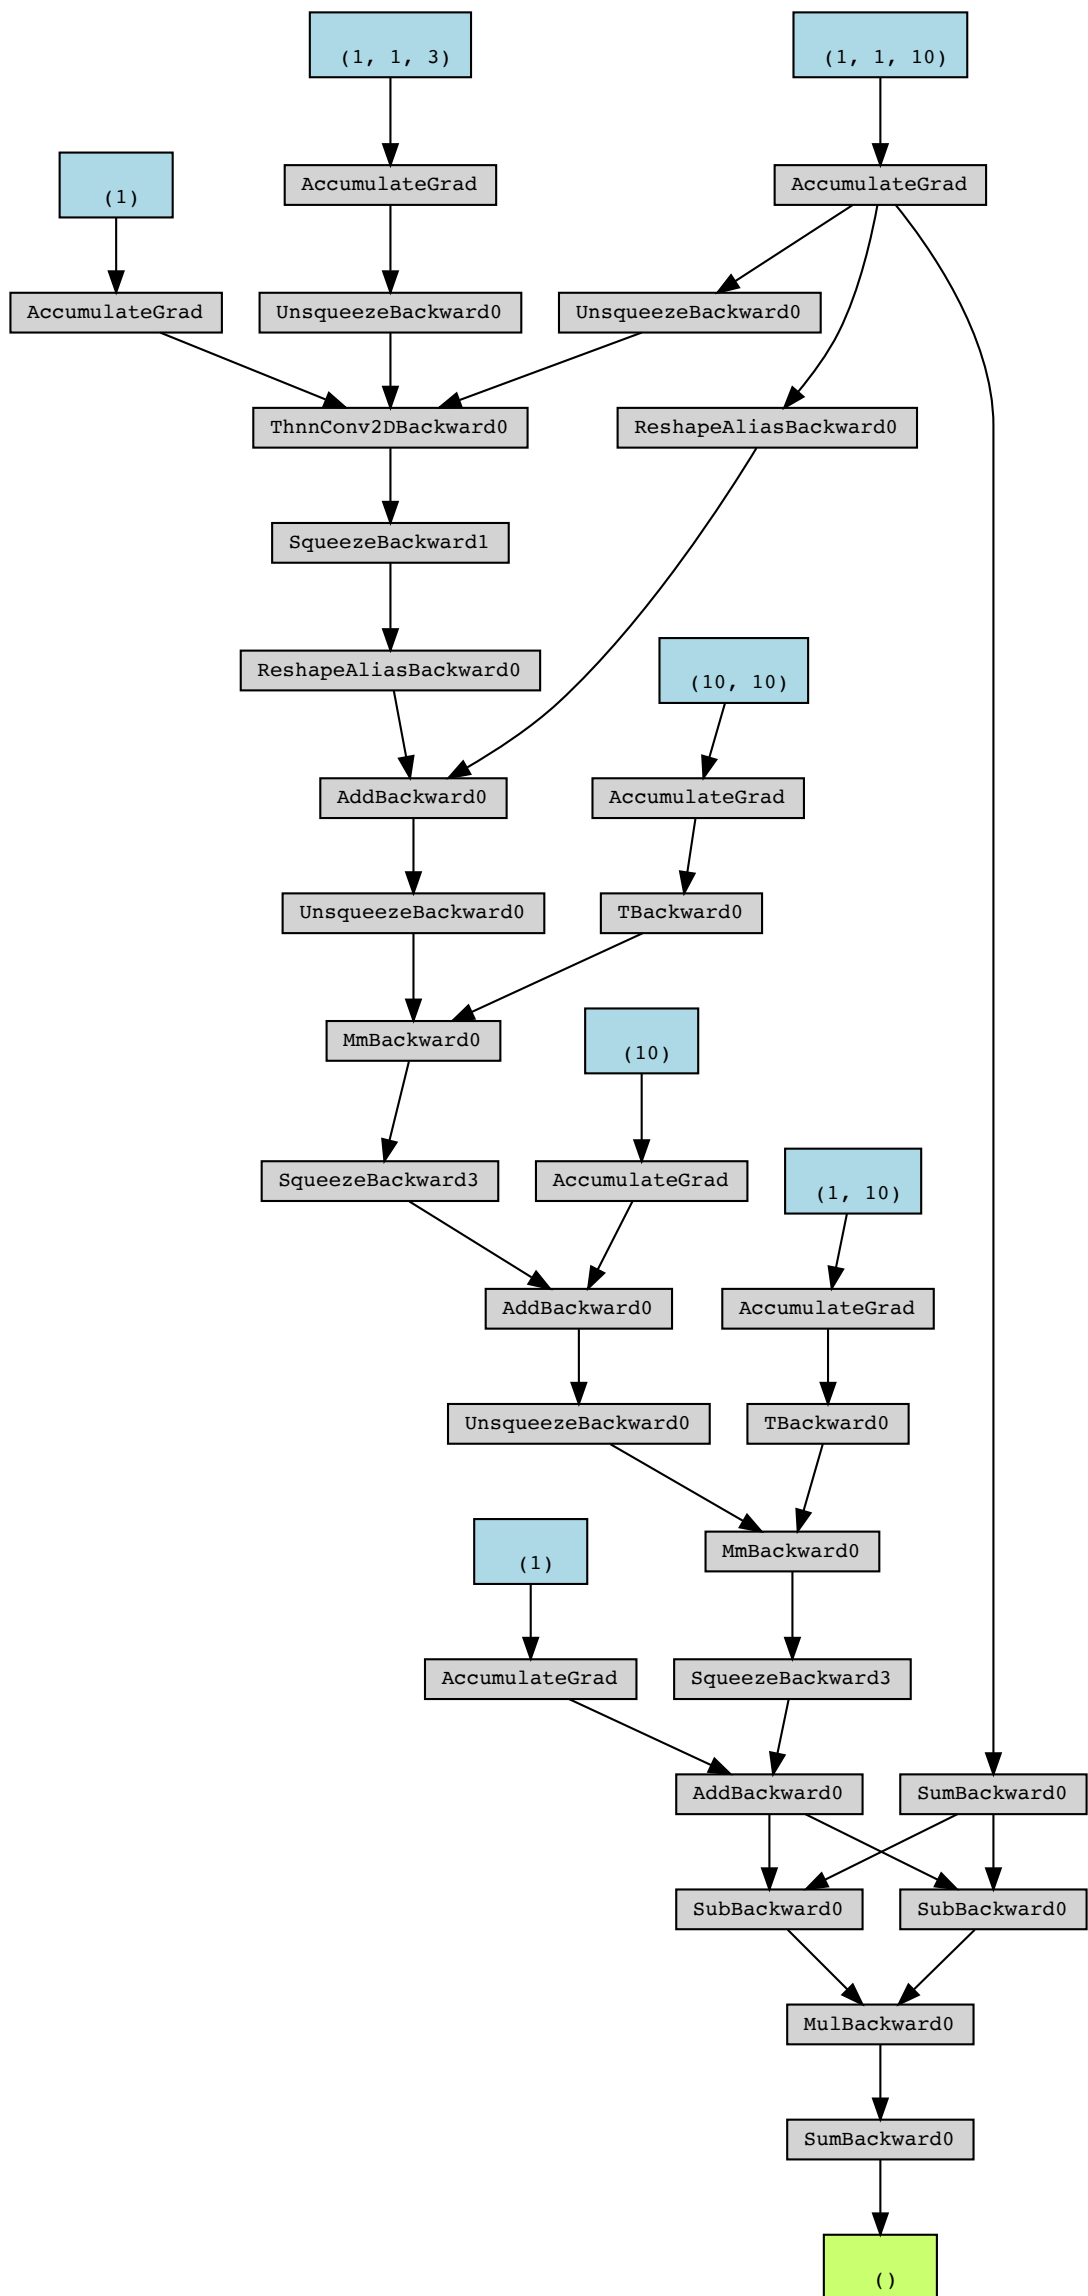 (1, 1, 3)
(1, 1, 10)
(1)
AccumulateGrad
AccumulateGrad
AccumulateGrad
UnsqueezeBackward0
UnsqueezeBackward0
ThnnConv2DBackward0
ReshapeAliasBackward0
SqueezeBackward1
ReshapeAliasBackward0
(10, 10)
AddBackward0
AccumulateGrad
UnsqueezeBackward0
TBackward0
MmBackward0
(10)
SqueezeBackward3
AccumulateGrad
(1, 10)
AddBackward0
AccumulateGrad
UnsqueezeBackward0
TBackward0
MmBackward0
(1)
AccumulateGrad
SqueezeBackward3
AddBackward0
SumBackward0
SubBackward0
SubBackward0
MulBackward0
SumBackward0
()